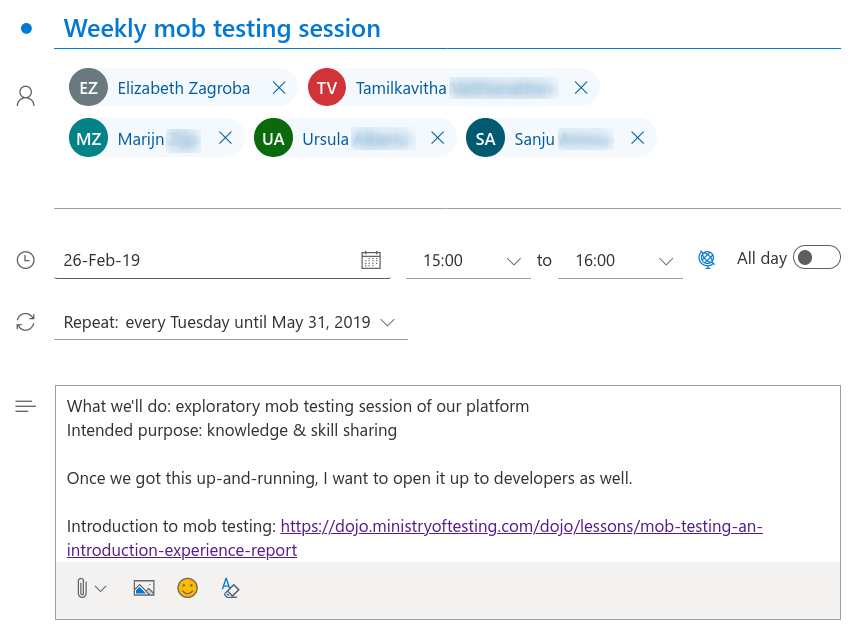 Weekly mob testing session
EZ Elizabeth Zagroba TV Tamilkavitha
MZ Marijn UA Ursula SA Sanju
26-Feb-19 15:00 to 16:00 All day
Repeat: every Tuesday until May 31, 2019
What we'll do: exploratory mob testing session of our platform
Intended purpose: knowledge & skill sharing
Once we got this up-and-running, I want to open it up to developers as well.
Introduction to mob testing: https://dojo.ministryoftesting.com/dojo/lessons/mob-testing-an-
introduction-experience-report